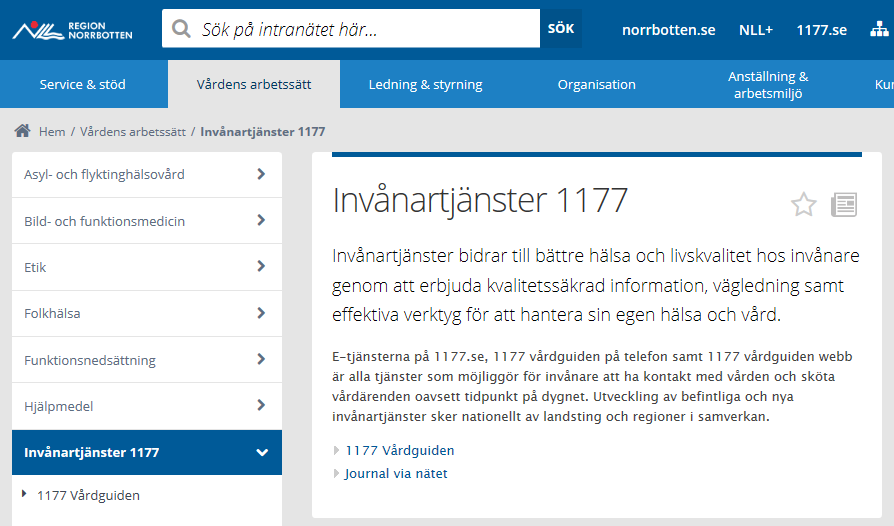 REGION
NORRBOTTEN
Sök på intranätet här...
SÖK
norrbotten.se
NLL+
1177.se
Service & stöd
Vårdens arbetssätt
Ledning & styrning
Organisation
Anställning &
arbetsmiljö
Kur
Hem / Vårdens arbetssätt / Invånartjänster 1177
Asyl- och flyktinghälsovård
Bild- och funktionsmedicin
Etik
Folkhälsa
Funktionsnedsättning
Hjälpmedel
Invånartjänster 1177
1177 Vårdguiden
Invånartjänster 1177
Invånartjänster bidrar till bättre hälsa och livskvalitet hos invånare
genom att erbjuda kvalitetssäkrad information, vägledning samt
effektiva verktyg för att hantera sin egen hälsa och vård.
E-tjänsterna på 1177.se, 1177 vårdguiden på telefon samt 1177 vårdguiden webb
är alla tjänster som möjliggör för invånare att ha kontakt med vården och sköta
vårdärenden oavsett tidpunkt på dygnet. Utveckling av befintliga och nya
invånartjänster sker nationellt av landsting och regioner i samverkan.
1177 Vårdguiden
Journal via nätet